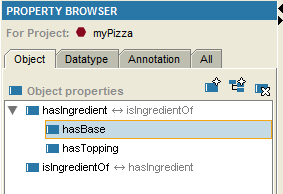 PROPERTY BROWSER
For Project: myPizza
Object Datatype Annotation All
Object properties
hasIngredient ↔ isIngredientOf
hasBase
hasTopping
isIngredientOf ↔ hasIngredient